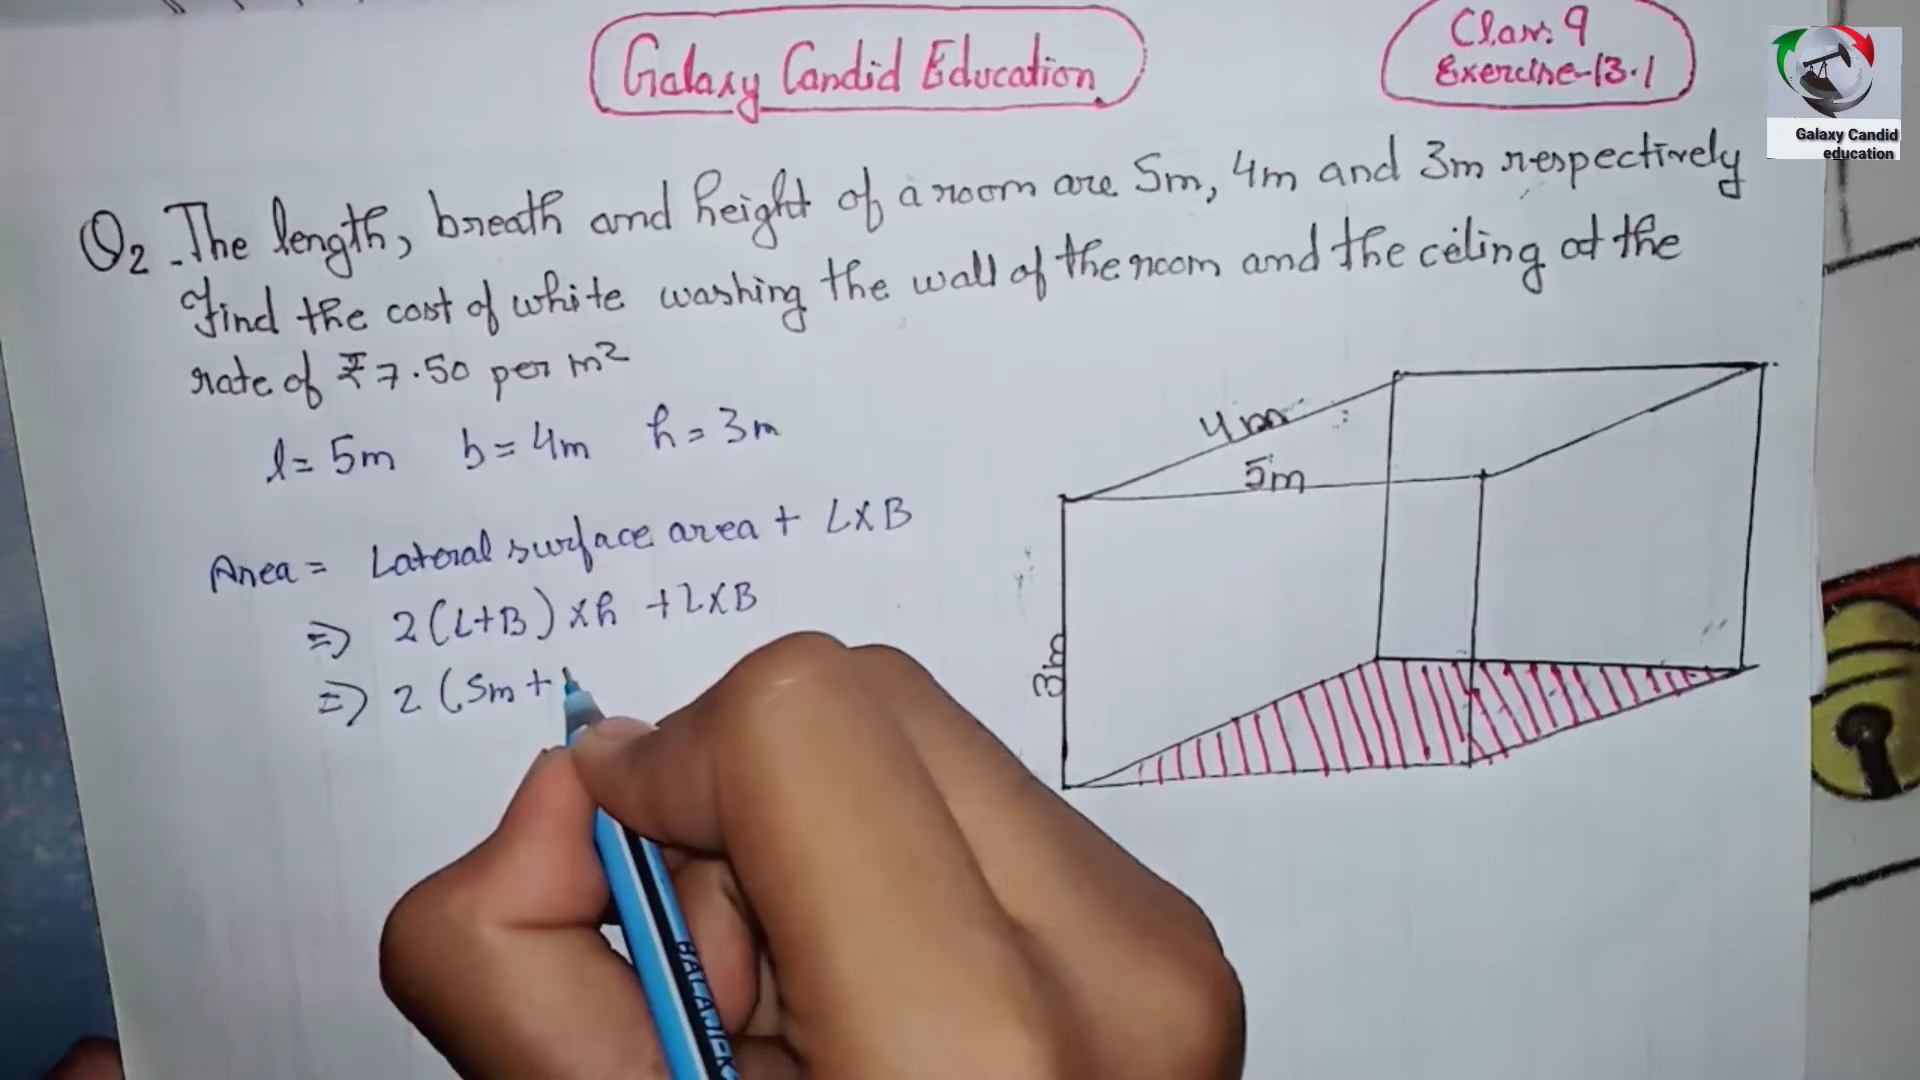 Galaxy Candid Education
Class: 9
Exercise-13.1
Galaxy Candid
education
Q2. The length, breath and height of a room are 5m, 4m and 3m respectively
Find the cost of white washing the wall of the room and the céling at the
rate of ₹7.50 per m²
l= 5m b= 4m h= 3m
Area= Lateral surface area + L×B
=> 2(L+B)×h +L×B
=> 2 (5m+
4m
5m
3m